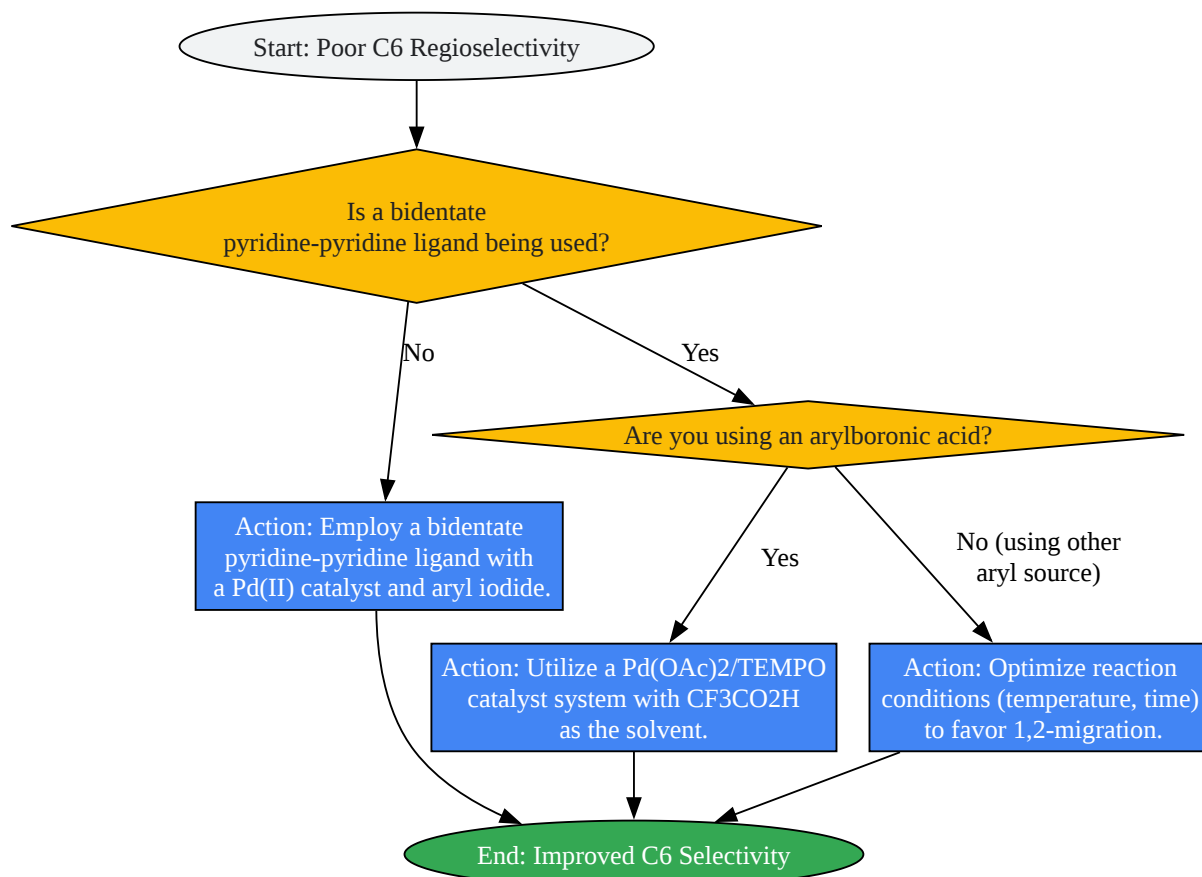 Start: Poor C6 Regioselectivity
Is a bidentate
pyridine-pyridine ligand being used?
No
Yes
Are you using an arylboronic acid?
Action: Employ a bidentate
pyridine-pyridine ligand with
a Pd(II) catalyst and aryl iodide.
Yes
No (using other
aryl source)
Action: Utilize a Pd(OAc)2/TEMPO
catalyst system with CF3CO2H
as the solvent.
Action: Optimize reaction
conditions (temperature, time)
to favor 1,2-migration.
End: Improved C6 Selectivity